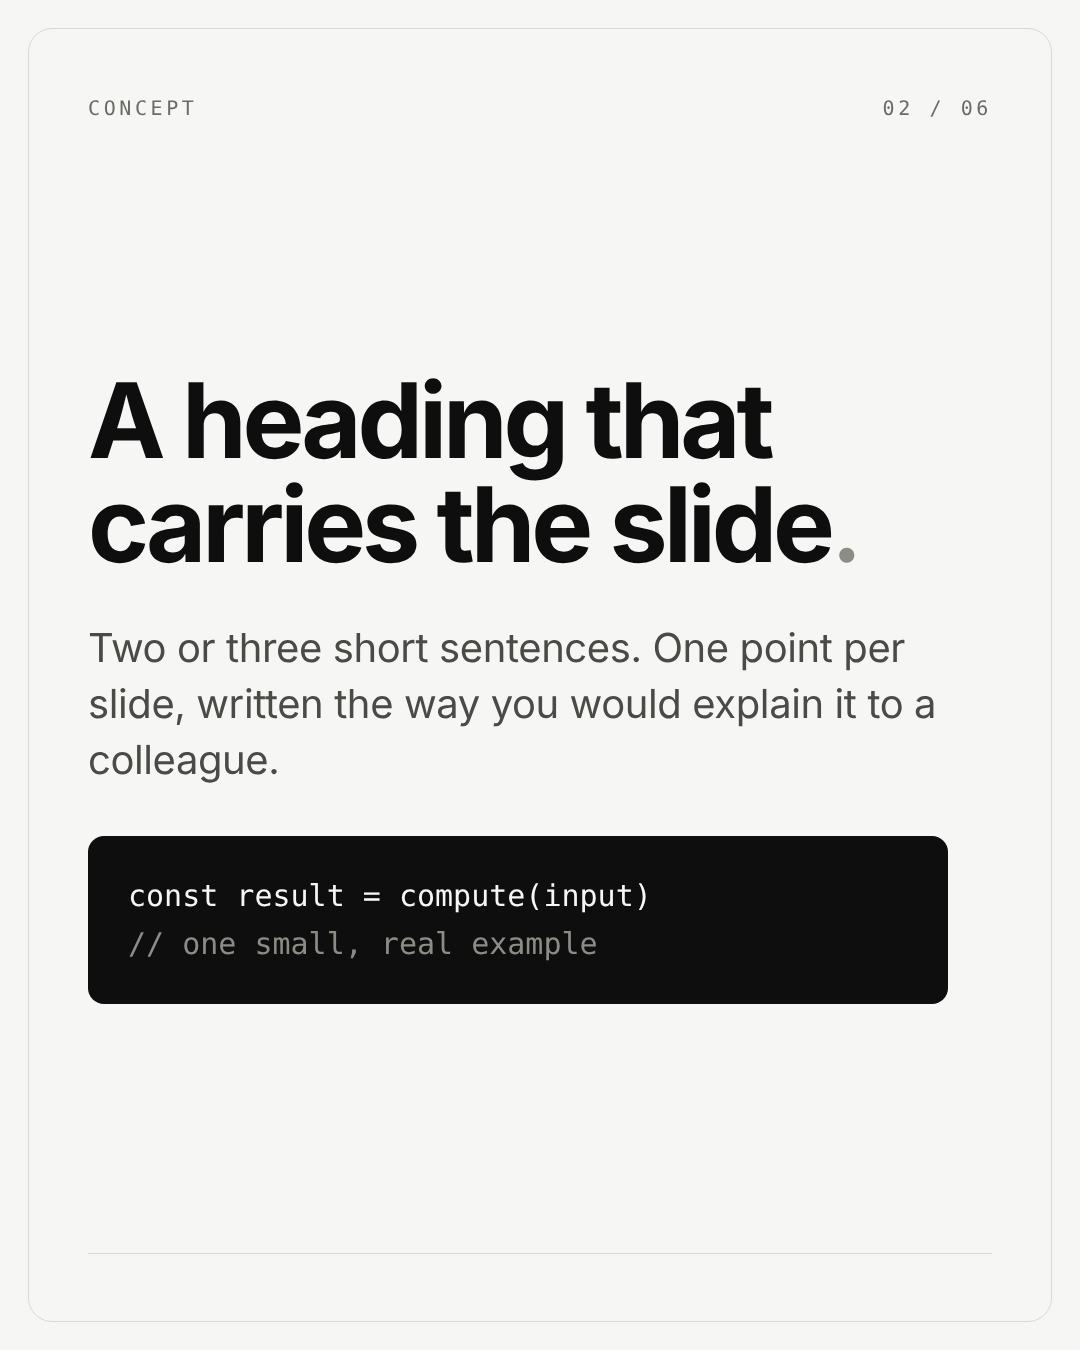 CONCEPT
02 / 06
A heading that
carries the slide.
Two or three short sentences. One point per
slide, written the way you would explain it to a
colleague.
const result = compute(input)
// one small, real example